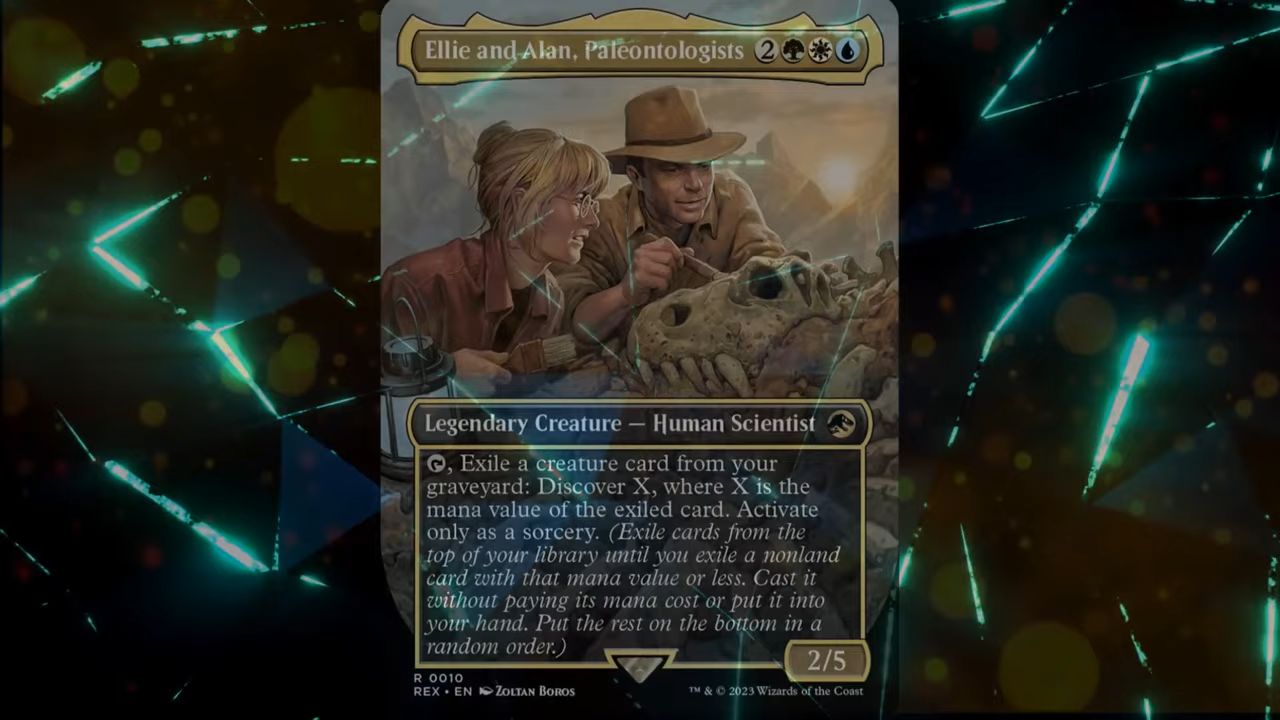 Ellie and Alan, Paleontologists 2
Legendary Creature — Human Scientist
, Exile a creature card from your
graveyard: Discover X, where X is the
mana value of the exiled card. Activate
only as a sorcery. (Exile cards from the
top of your library until you exile a nonland
card with that mana value or less. Cast it
without paying its mana cost or put it into
your hand. Put the rest on the bottom in a
random order.)
2/5
R 0010
REX • EN Zoltan Boros
™ & © 2023 Wizards of the Coast